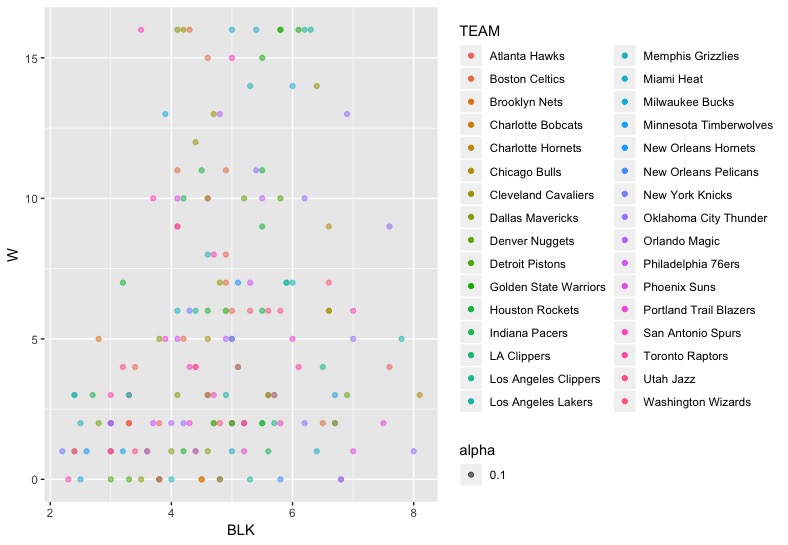 15
10
5
0
W
2
4
6
8
BLK
TEAM
Atlanta Hawks
Boston Celtics
Brooklyn Nets
Charlotte Bobcats
Charlotte Hornets
Chicago Bulls
Cleveland Cavaliers
Dallas Mavericks
Denver Nuggets
Detroit Pistons
Golden State Warriors
Houston Rockets
Indiana Pacers
LA Clippers
Los Angeles Clippers
Los Angeles Lakers
Memphis Grizzlies
Miami Heat
Milwaukee Bucks
Minnesota Timberwolves
New Orleans Hornets
New Orleans Pelicans
New York Knicks
Oklahoma City Thunder
Orlando Magic
Philadelphia 76ers
Phoenix Suns
Portland Trail Blazers
San Antonio Spurs
Toronto Raptors
Utah Jazz
Washington Wizards
alpha
0.1